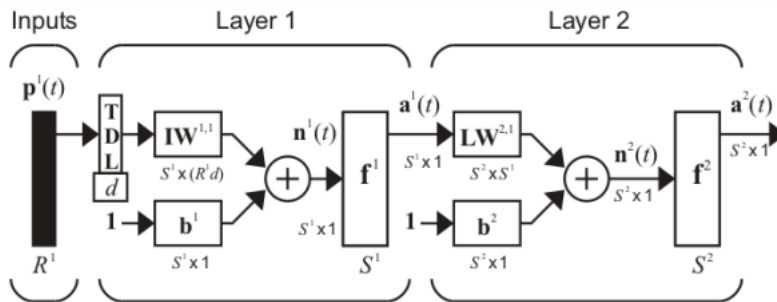 Inputs Layer 1 Layer 2
p¹(t) a¹(t) a²(t)
TDL IW¹,¹ n¹(t) LW²,¹ n²(t)
f¹ f²
S¹ x 1 S² x 1
d S¹ x (R¹d) S² x S¹
+ +
1 b¹ S¹ x 1 1 b² S² x 1
S¹ x 1 S² x 1
R¹ S¹ S²